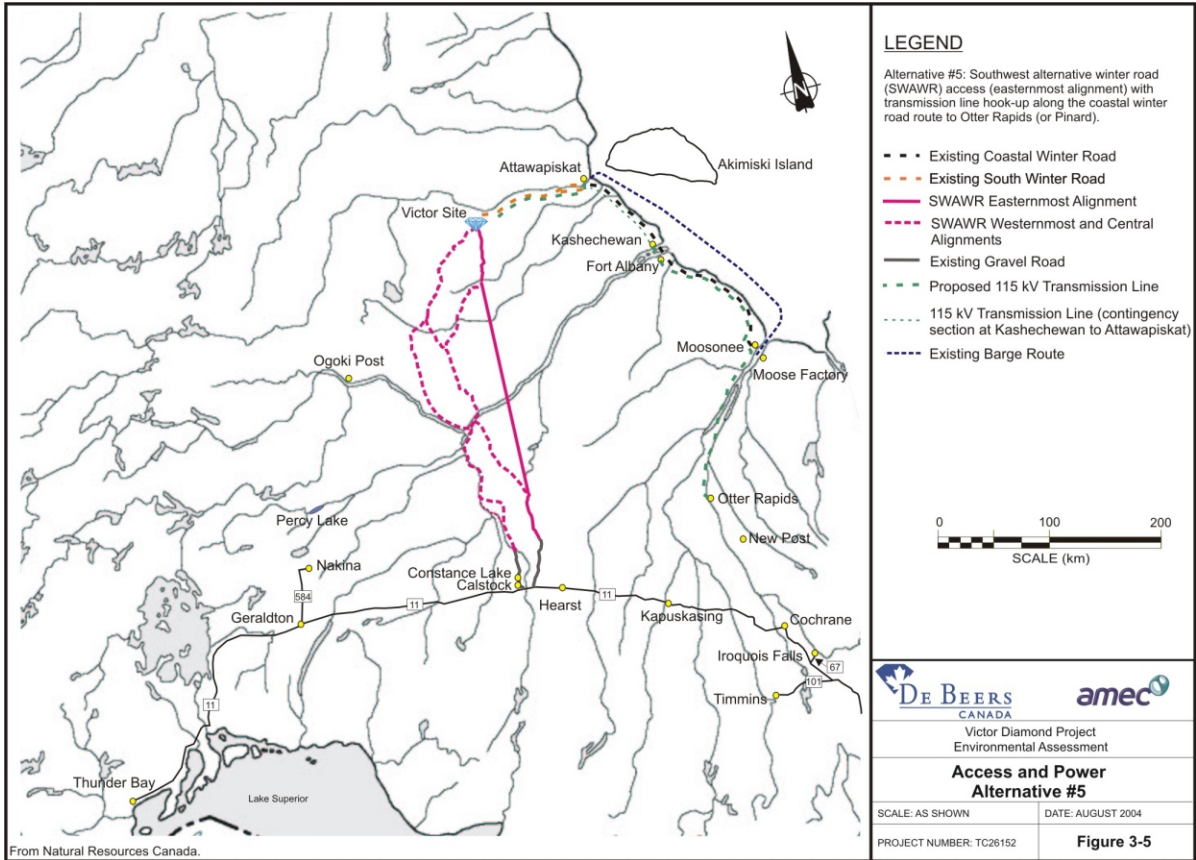 Attawapiskat
Akimiski Island
Victor Site
Kashechewan
Fort Albany
Moosonee
Moose Factory
Ogoki Post
Otter Rapids
Percy Lake
New Post
Nakina
Constance Lake
Calstock
584
11
Hearst
11
Geraldton
Kapuskasing
Cochrane
Iroquois Falls
67
101
Timmins
11
Thunder Bay
Lake Superior
From Natural Resources Canada.
N
LEGEND
Alternative #5: Southwest alternative winter road
(SWAWR) access (easternmost alignment) with
transmission line hook-up along the coastal winter
road route to Otter Rapids (or Pinard).
Existing Coastal Winter Road
Existing South Winter Road
SWAWR Easternmost Alignment
SWAWR Westernmost and Central
Alignments
Existing Gravel Road
Proposed 115 kV Transmission Line
115 kV Transmission Line (contingency
section at Kashechewan to Attawapiskat)
Existing Barge Route
0 100 200
SCALE (km)
DE BEERS
CANADA
amec
Victor Diamond Project
Environmental Assessment
Access and Power
Alternative #5
SCALE: AS SHOWN
DATE: AUGUST 2004
PROJECT NUMBER: TC26152
Figure 3-5